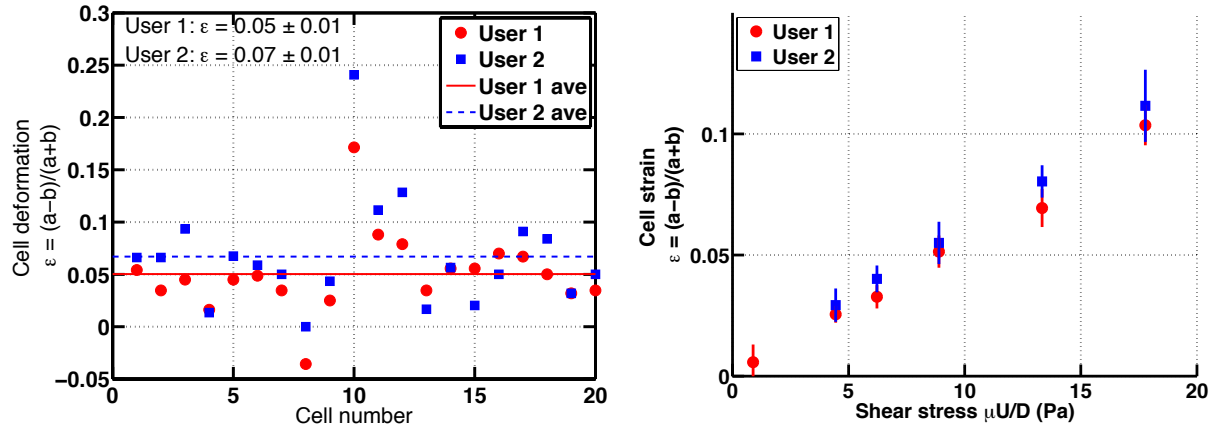 User 1: ε = 0.05 ± 0.01
User 2: ε = 0.07 ± 0.01
User 1
User 2
User 1 ave
User 2 ave
0.3
0.25
0.2
0.15
0.1
0.05
0
−0.05
0
5
10
15
20
Cell number
Cell deformation
ε = (a−b)/(a+b)
User 1
User 2
0.1
0.05
0
0
5
10
15
20
Shear stress μU/D (Pa)
Cell strain
ε = (a−b)/(a+b)